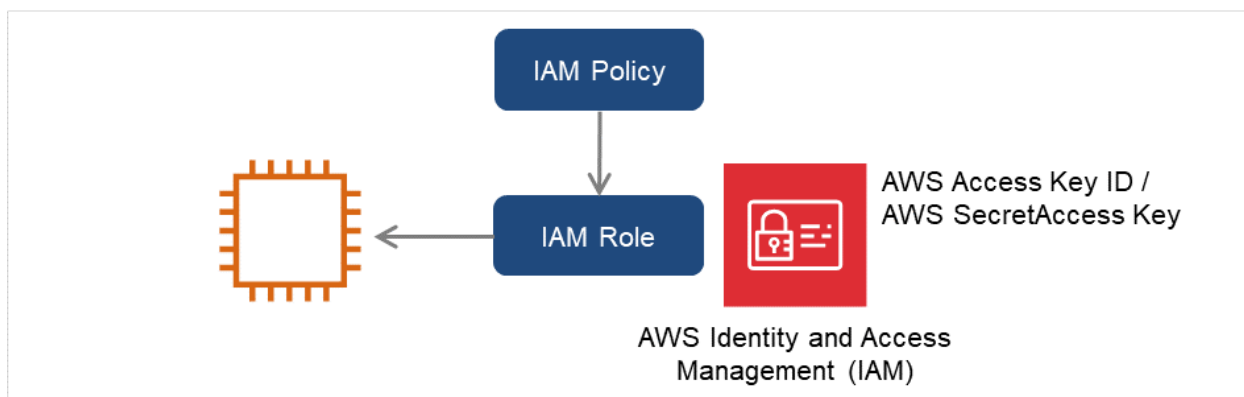 IAM Policy
IAM Role
AWS Access Key ID /
AWS SecretAccess Key
AWS Identity and Access
Management (IAM)